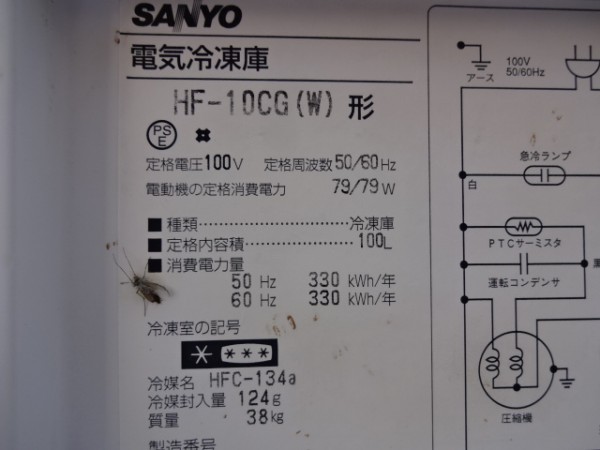 SANYO
電気冷凍庫
HF-10CG(W) 形
PS
E
定格電圧100V 定格周波数50/60Hz
電動機の定格消費電力 79/79W
■種類…………………冷凍庫
■定格内容積…………………100L
■消費電力量
50 Hz 330 kWh/年
60 Hz 330 kWh/年
冷凍室の記号
冷媒名 HFC-134a
冷媒封入量 124g
質量 38kg
製造番号
アース
100V
50/60Hz
急冷ランプ
白
PTCサーミスタ
運転コンデンサ
圧縮機